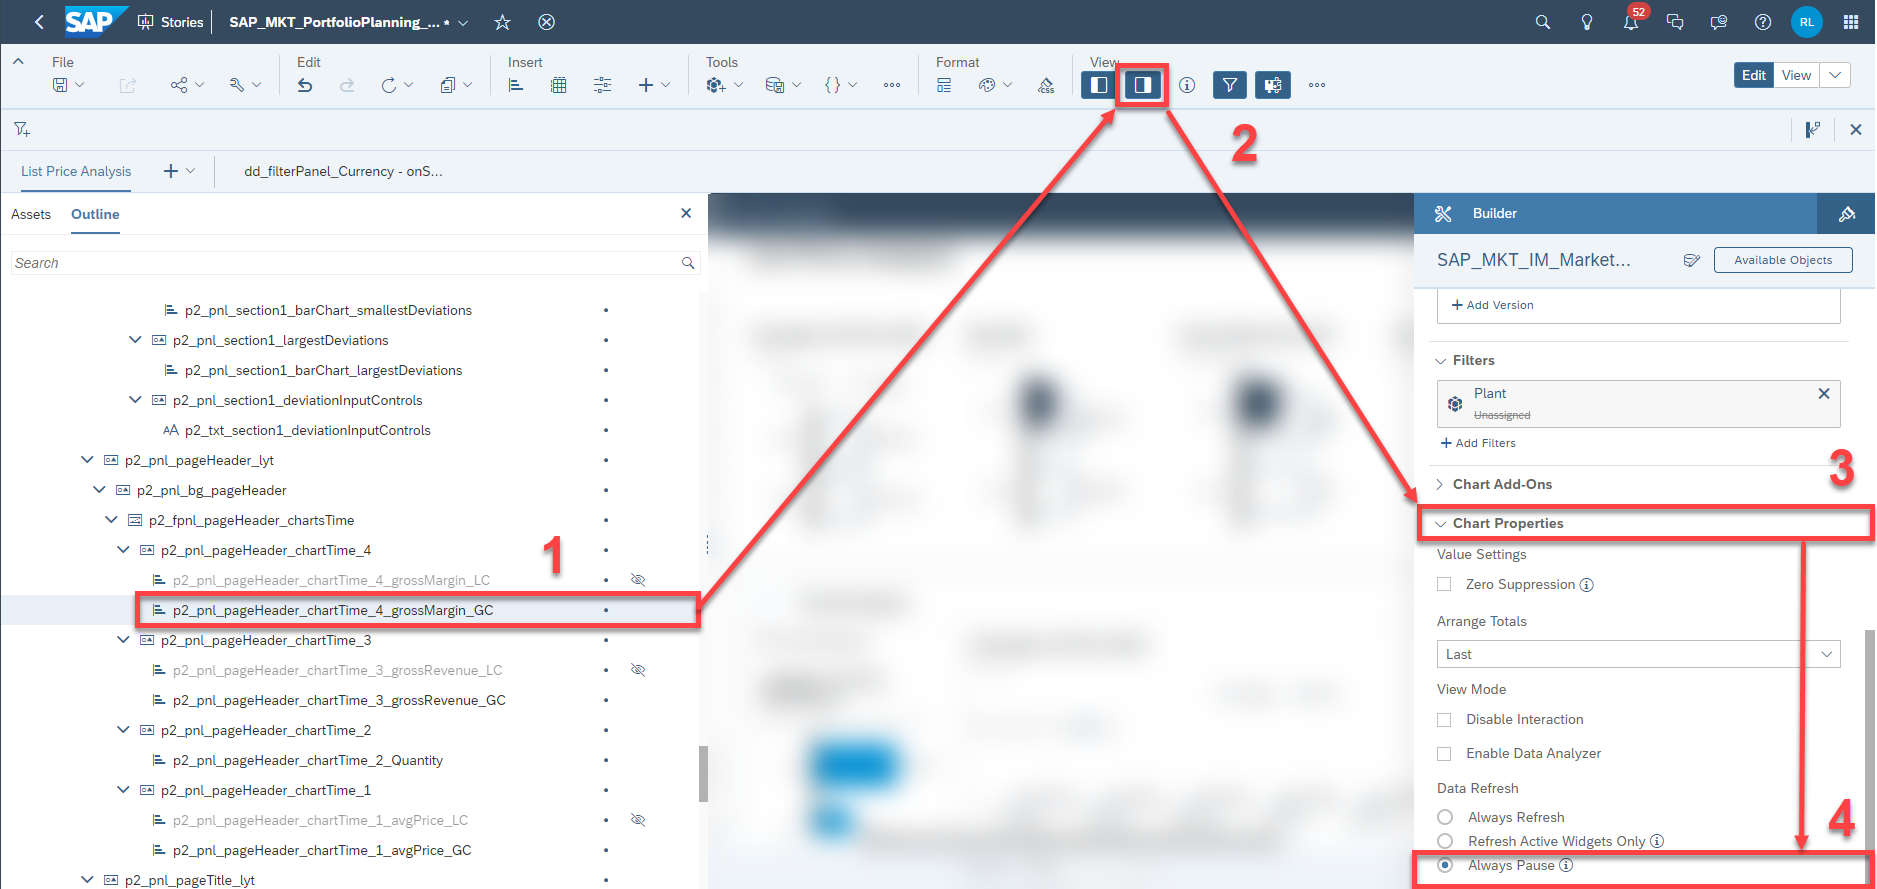 SAP Stories SAP_MKT_PortfolioPlanning_... * 52 RL
File Edit Insert Tools Format View
CSS
Edit View
List Price Analysis dd_filterPanel_Currency - onS...
Assets Outline
Search
p2_pnl_section1_barChart_smallestDeviations
p2_pnl_section1_largestDeviations
p2_pnl_section1_barChart_largestDeviations
p2_pnl_section1_deviationInputControls
AA p2_txt_section1_deviationInputControls
p2_pnl_pageHeader_lyt
p2_pnl_bg_pageHeader
p2_fpnl_pageHeader_chartsTime
p2_pnl_pageHeader_chartTime_4
p2_pnl_pageHeader_chartTime_4_grossMargin_LC
p2_pnl_pageHeader_chartTime_4_grossMargin_GC
p2_pnl_pageHeader_chartTime_3
p2_pnl_pageHeader_chartTime_3_grossRevenue_LC
p2_pnl_pageHeader_chartTime_3_grossRevenue_GC
p2_pnl_pageHeader_chartTime_2
p2_pnl_pageHeader_chartTime_2_Quantity
p2_pnl_pageHeader_chartTime_1
p2_pnl_pageHeader_chartTime_1_avgPrice_LC
p2_pnl_pageHeader_chartTime_1_avgPrice_GC
p2_pnl_pageTitle_lyt
1
2
3
4
Builder
SAP_MKT_IM_Market... Available Objects
+ Add Version
Filters
Plant
Unassigned
+ Add Filters
Chart Add-Ons
Chart Properties
Value Settings
Zero Suppression
Arrange Totals
Last
View Mode
Disable Interaction
Enable Data Analyzer
Data Refresh
Always Refresh
Refresh Active Widgets Only
Always Pause